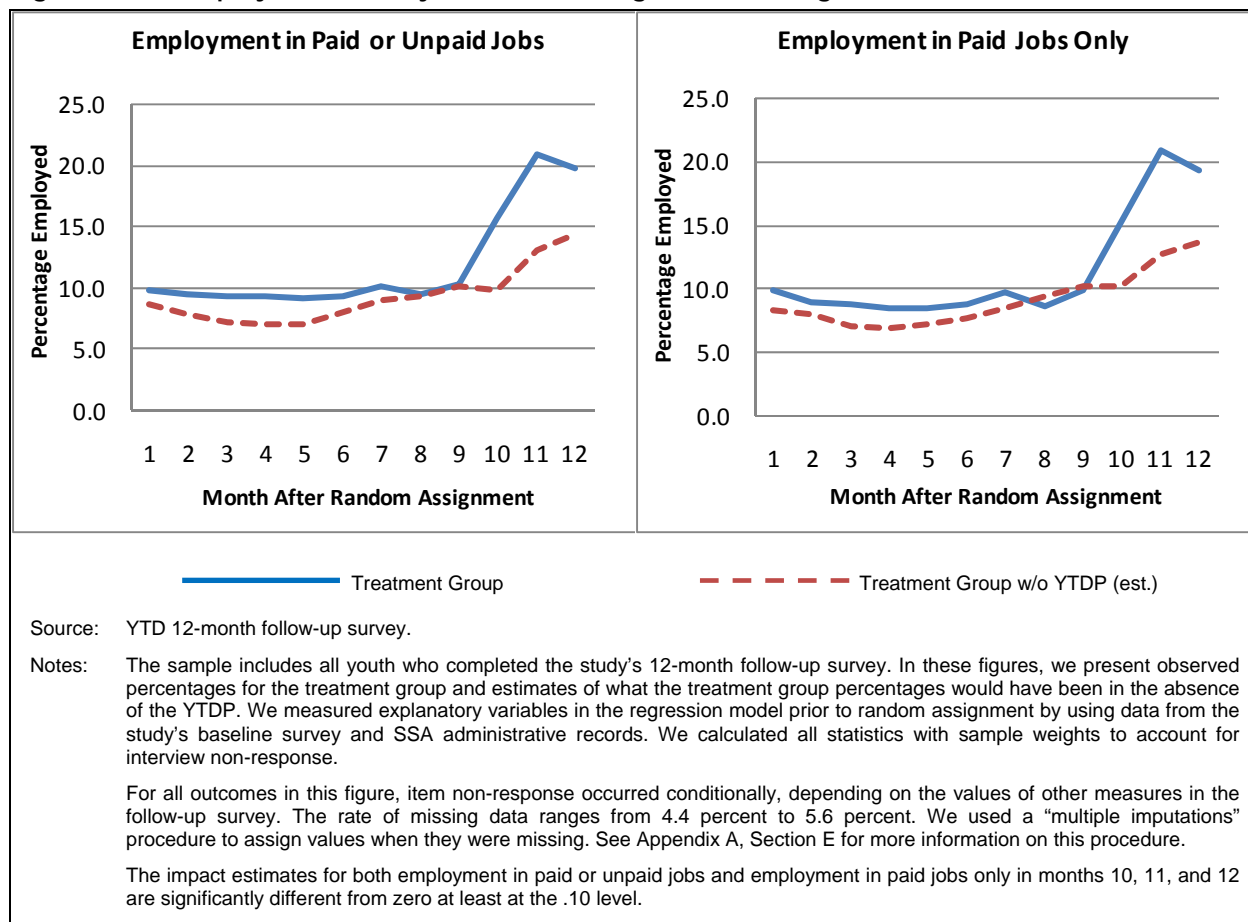 Employment in Paid or Unpaid Jobs
25.0
20.0
15.0
10.0
5.0
0.0
Percentage Employed
1 2 3 4 5 6 7 8 9 10 11 12
Month After Random Assignment
Employment in Paid Jobs Only
25.0
20.0
15.0
10.0
5.0
0.0
Percentage Employed
1 2 3 4 5 6 7 8 9 10 11 12
Month After Random Assignment
Treatment Group
Treatment Group w/o YTDP (est.)
Source: YTD 12-month follow-up survey.
Notes: The sample includes all youth who completed the study’s 12-month follow-up survey. In these figures, we present observed
percentages for the treatment group and estimates of what the treatment group percentages would have been in the absence
of the YTDP. We measured explanatory variables in the regression model prior to random assignment by using data from the
study’s baseline survey and SSA administrative records. We calculated all statistics with sample weights to account for
interview non-response.
For all outcomes in this figure, item non-response occurred conditionally, depending on the values of other measures in the
follow-up survey. The rate of missing data ranges from 4.4 percent to 5.6 percent. We used a “multiple imputations”
procedure to assign values when they were missing. See Appendix A, Section E for more information on this procedure.
The impact estimates for both employment in paid or unpaid jobs and employment in paid jobs only in months 10, 11, and 12
are significantly different from zero at least at the .10 level.